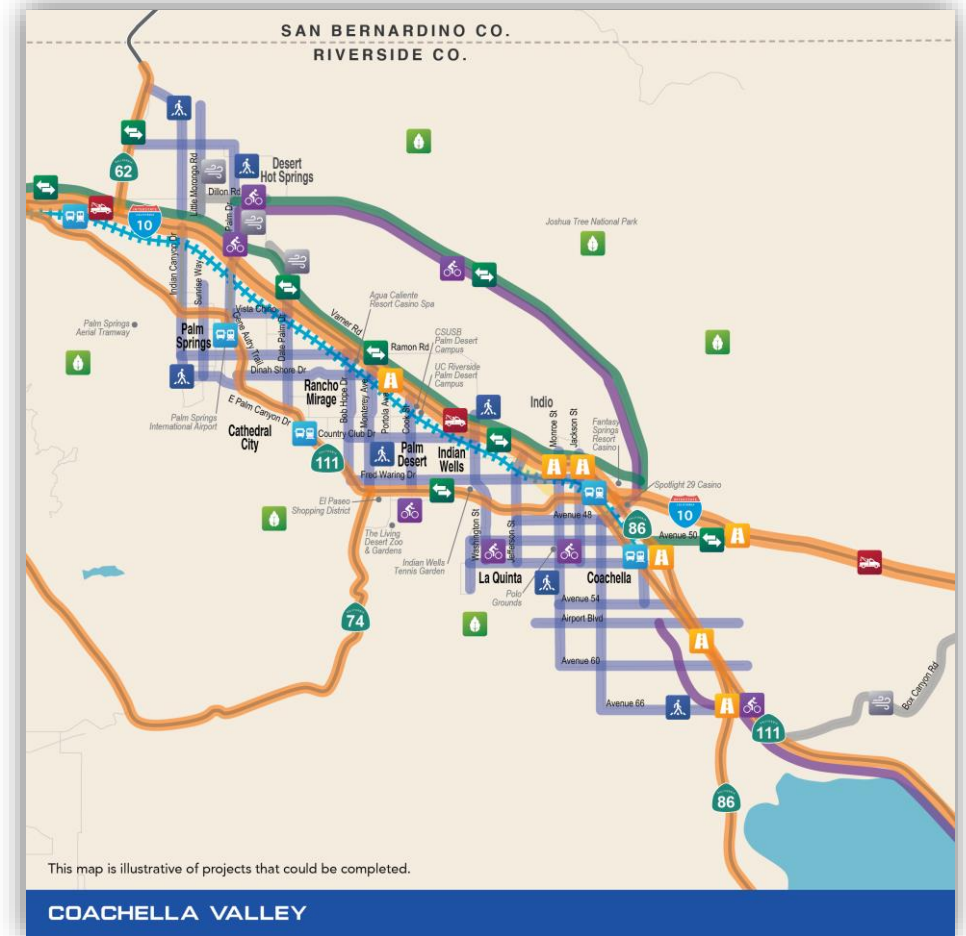 SAN BERNARDINO CO.
RIVERSIDE CO.
62
10
Little Morongo Rd
Desert
Hot Springs
Dillon Rd
Palm Dr
Joshua Tree National Park
Indian Canyon Dr
Sunrise Way
Vista Chino
Gene Autry Trail
Date Palm Dr
Varner Rd
Agua Caliente
Resort Casino Spa
Palm Springs
Aerial Tramway
Palm
Springs
CSUSB
Palm Desert
Campus
Ramon Rd
UC Riverside
Palm Desert
Campus
Dinah Shore Dr
Rancho
Mirage
Bob Hope Dr
Monterey Ave
Portola Ave
Cook St
Indio
Monroe St
Jackson St
Fantasy
Springs
Resort
Casino
E Palm Canyon Dr
Palm Springs
International Airport
Cathedral
City
Country Club Dr
Palm
Desert
Indian
Wells
111
Fred Waring Dr
Spotlight 29 Casino
El Paseo
Shopping District
The Living
Desert Zoo
& Gardens
Indian Wells
Tennis Garden
Washington St
Jefferson St
Avenue 48
86
10
Avenue 50
La Quinta
Polo
Grounds
Coachella
Avenue 54
Airport Blvd
74
Avenue 60
Avenue 66
Box Canyon Rd
111
86
This map is illustrative of projects that could be completed.
COACHELLA VALLEY